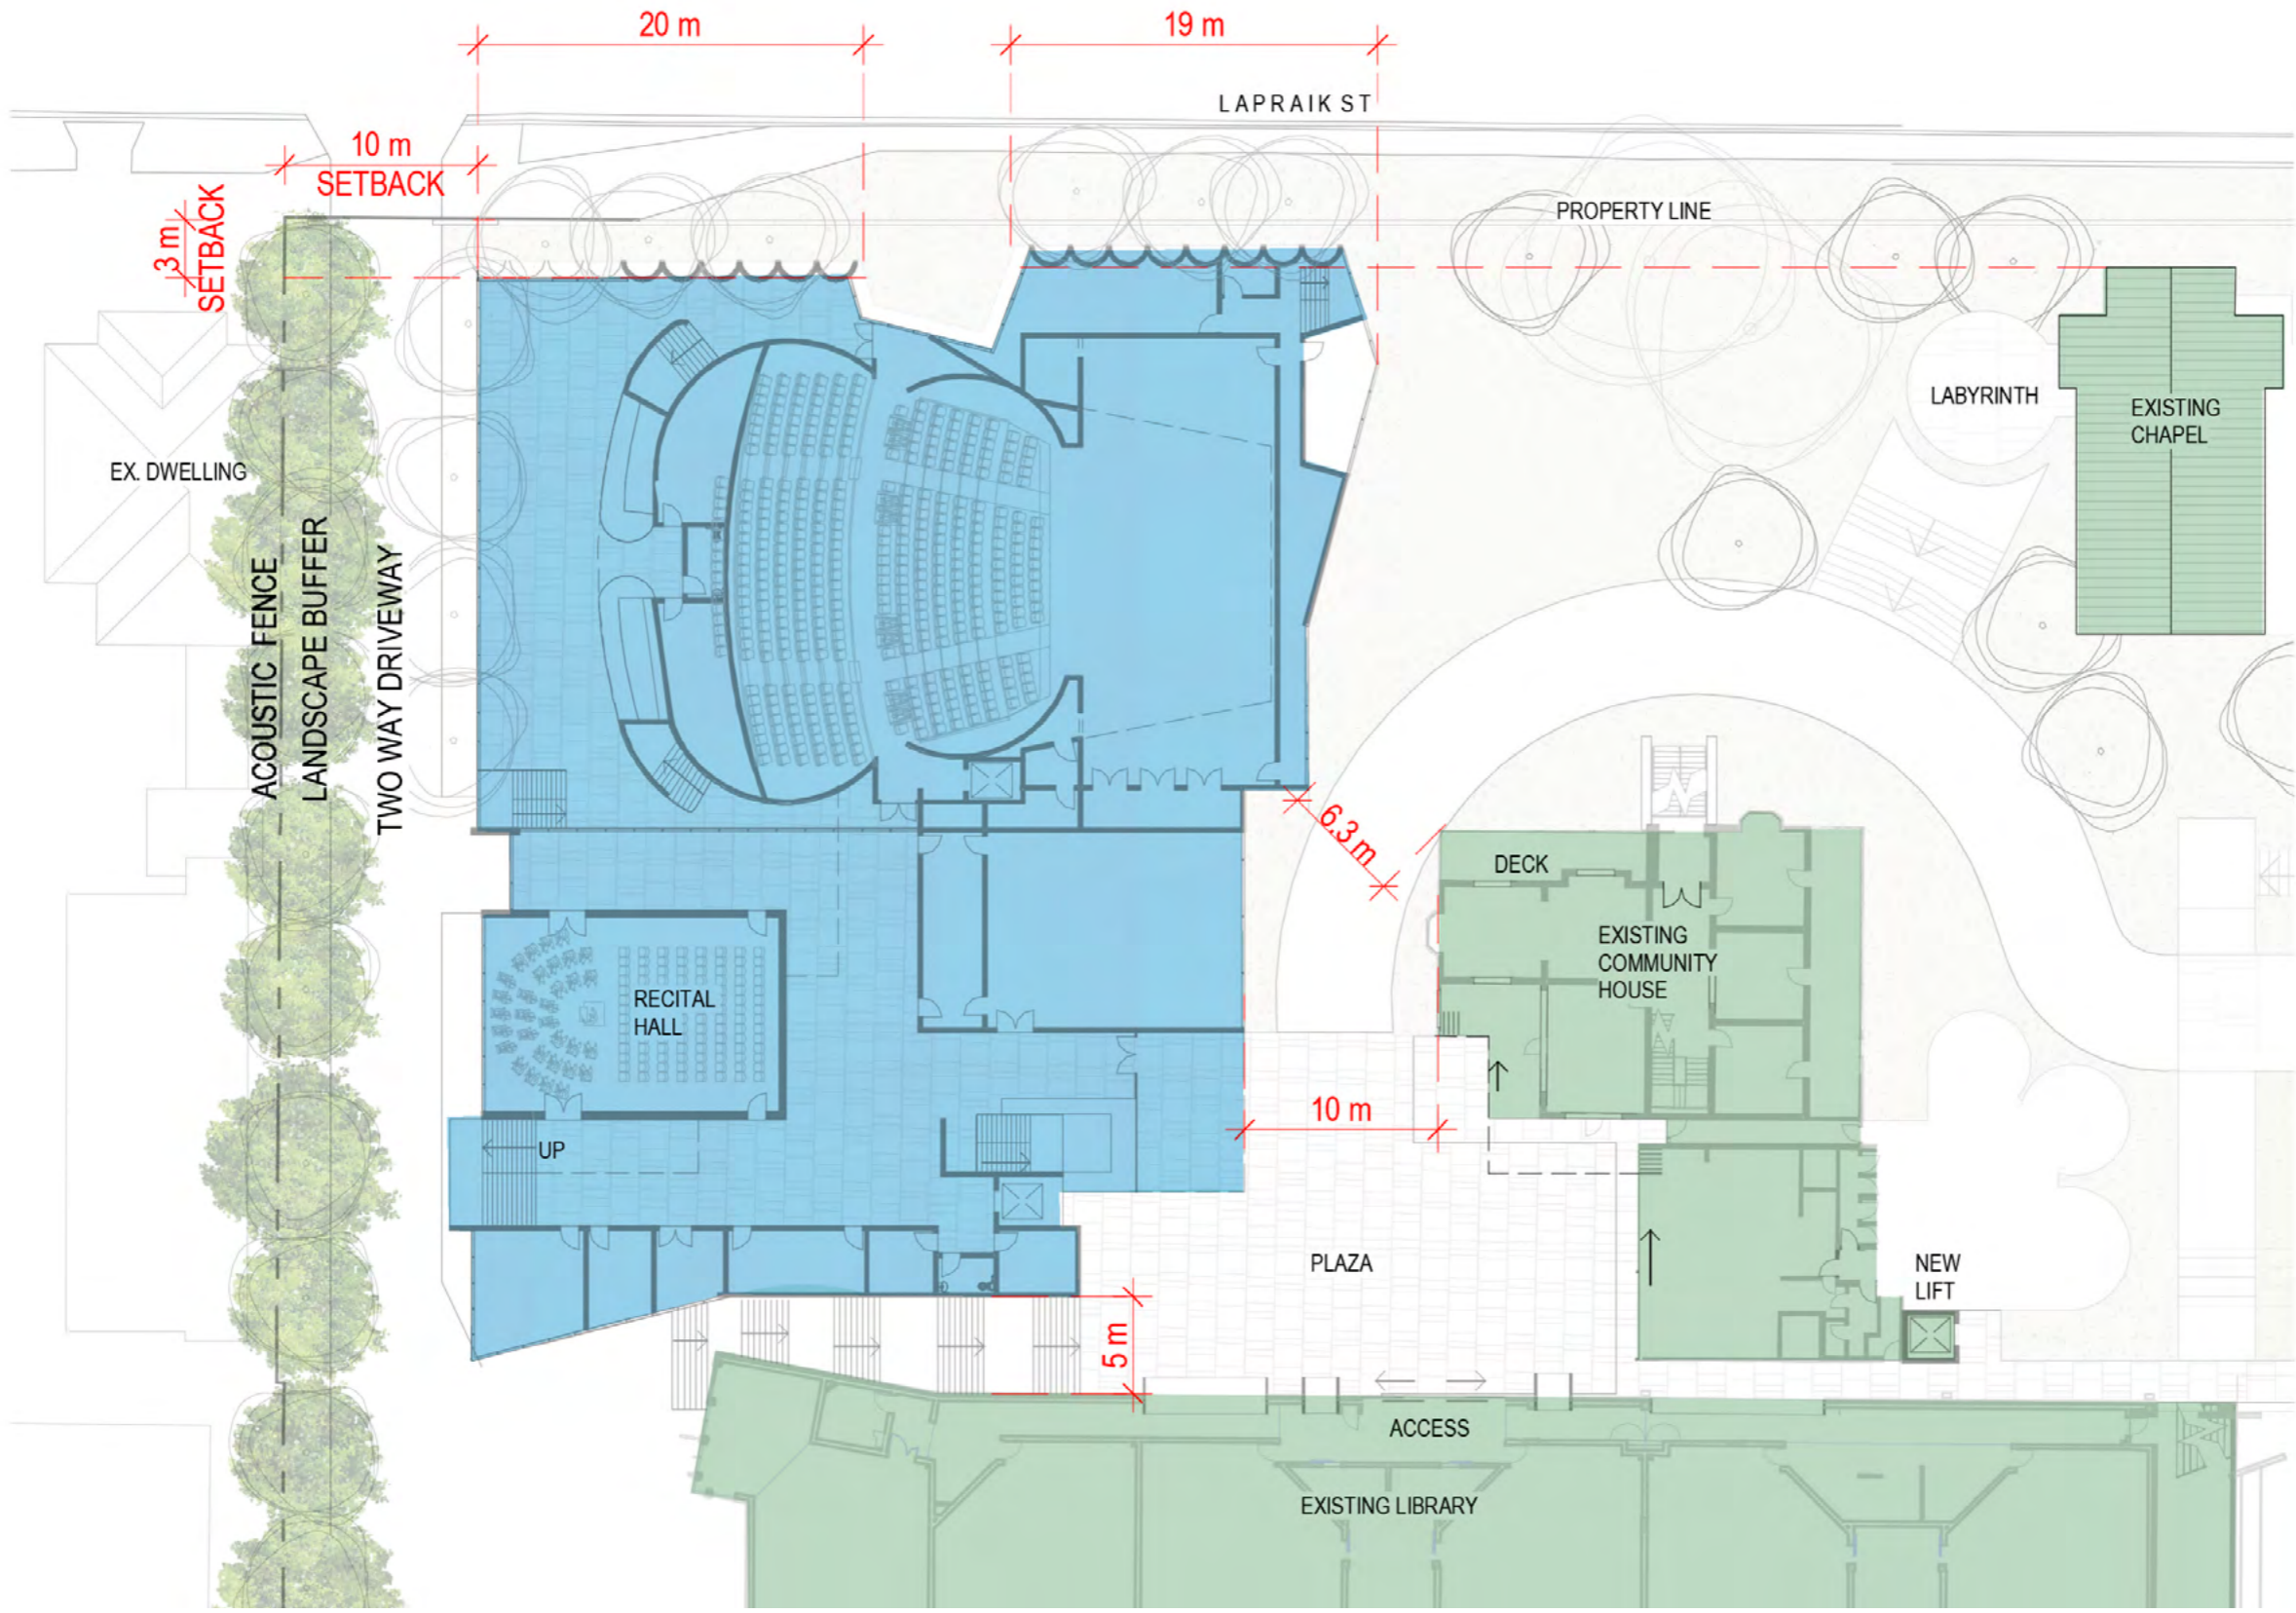 20 m
19 m
LAPRAIK ST
10 m
SETBACK
3 m
SETBACK
PROPERTY LINE
LABYRINTH
EXISTING
CHAPEL
EX. DWELLING
ACOUSTIC FENCE
LANDSCAPE BUFFER
TWO WAY DRIVEWAY
6.3 m
DECK
EXISTING
COMMUNITY
HOUSE
RECITAL
HALL
10 m
UP
PLAZA
NEW
LIFT
5 m
ACCESS
EXISTING LIBRARY